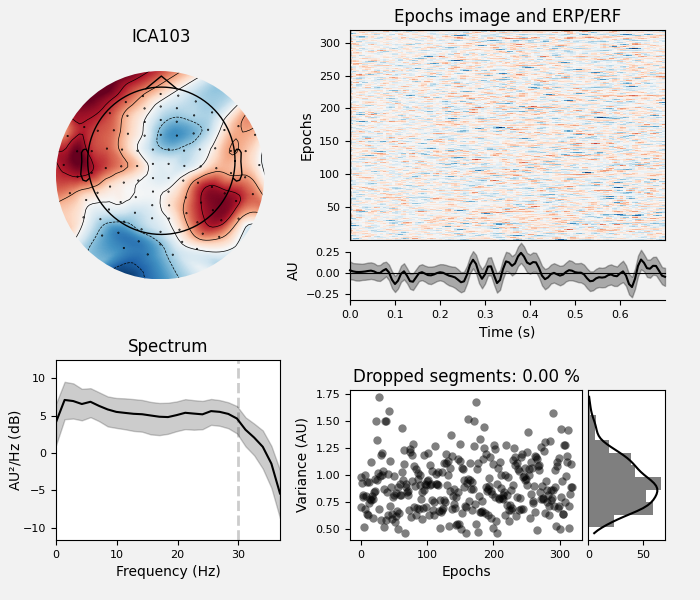 ICA103
Epochs image and ERP/ERF
300
250
200
150
100
50
Epochs
0.25
0.00
−0.25
AU
0.0 0.1 0.2 0.3 0.4 0.5 0.6
Time (s)
Spectrum
10
5
0
−5
−10
AU²/Hz (dB)
0 10 20 30
Frequency (Hz)
Dropped segments: 0.00 %
1.75
1.50
1.25
1.00
0.75
0.50
Variance (AU)
0 100 200 300
Epochs
0 50